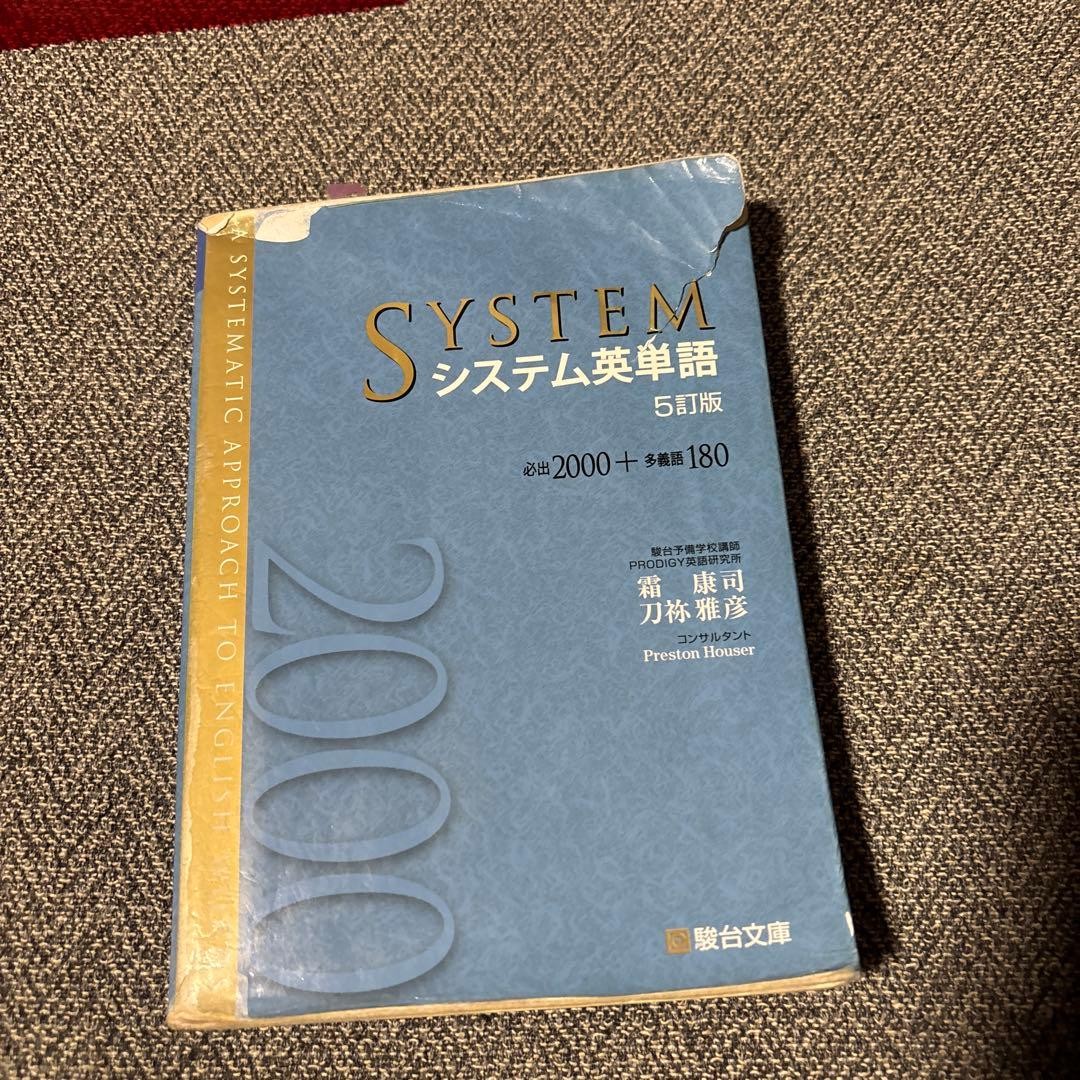 SYSTEM
システム英単語
5訂版
必出2000+多義語180
駿台予備学校講師
PRODIGY英語研究所
霜 康司
刀祢 雅彦
コンサルタント
Preston Houser
駿台文庫
2000
A SYSTEMATIC APPROACH TO ENGLISH